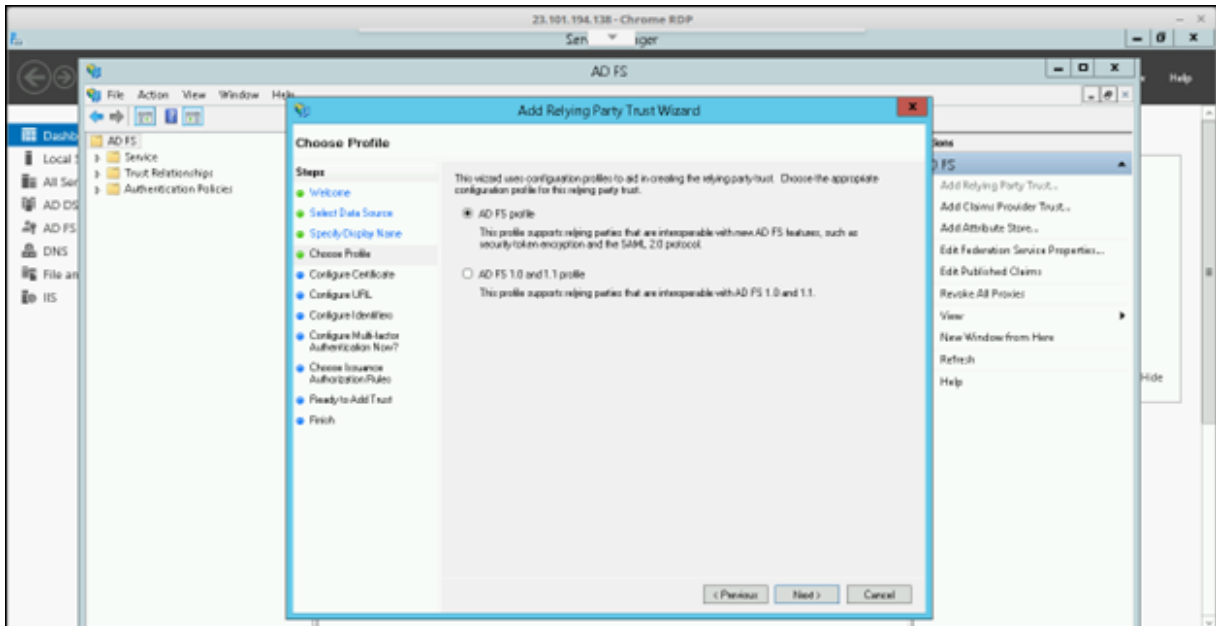 23.101.194.138 - Chrome RDP
Ser ager
Help
AD FS
File Action View Window Help
Dashb
Local S
All Ser
AD DS
AD FS
DNS
File an
IIS
AD FS
Service
Trust Relationships
Authentication Policies
Add Relying Party Trust Wizard
Choose Profile
Steps
Welcome
Select Data Source
Specify Display Name
Choose Profile
Configure Certificate
Configure URL
Configure Identifiers
Configure Multi-factor
Authentication Now?
Choose Issuance
Authorization Rules
Ready to Add Trust
Finish
This wizard uses configuration profiles to aid in creating the relying party trust. Choose the appropriate
configuration profile for this relying party trust.
AD FS profile
This profile supports relying parties that are interoperable with new AD FS features, such as
security token encryption and the SAML 2.0 protocol.
AD FS 1.0 and 1.1 profile
This profile supports relying parties that are interoperable with AD FS 1.0 and 1.1.
< Previous Next > Cancel
ions
FS
Add Relying Party Trust...
Add Claims Provider Trust...
Add Attribute Store...
Edit Federation Service Properties...
Edit Published Claims
Revoke All Proxies
View
New Window from Here
Refresh
Help
Hide